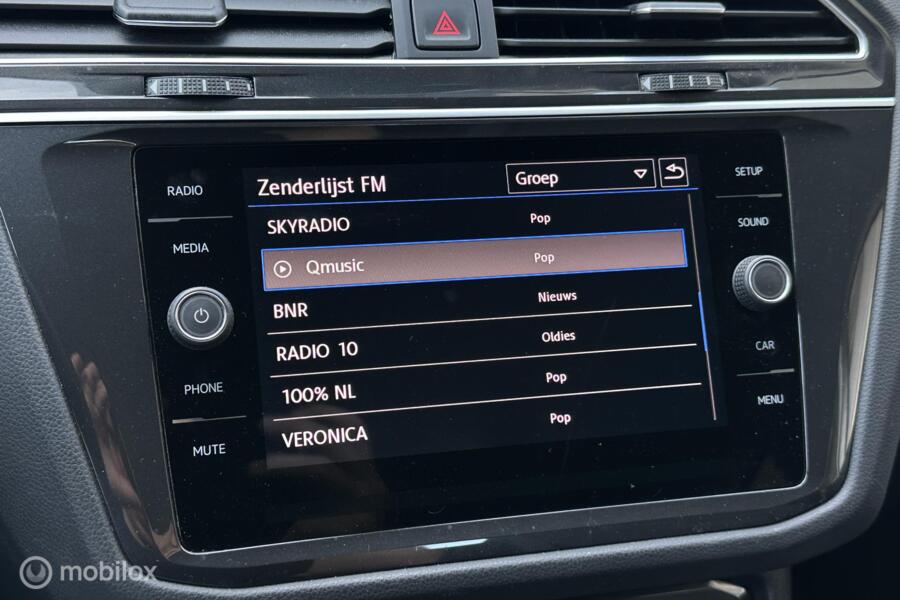 RADIO
MEDIA
PHONE
MUTE
Zenderlijst FM
Groep
SKYRADIO Pop
Qmusic Pop
BNR Nieuws
RADIO 10 Oldies
100% NL Pop
VERONICA Pop
SETUP
SOUND
CAR
MENU
mobilox